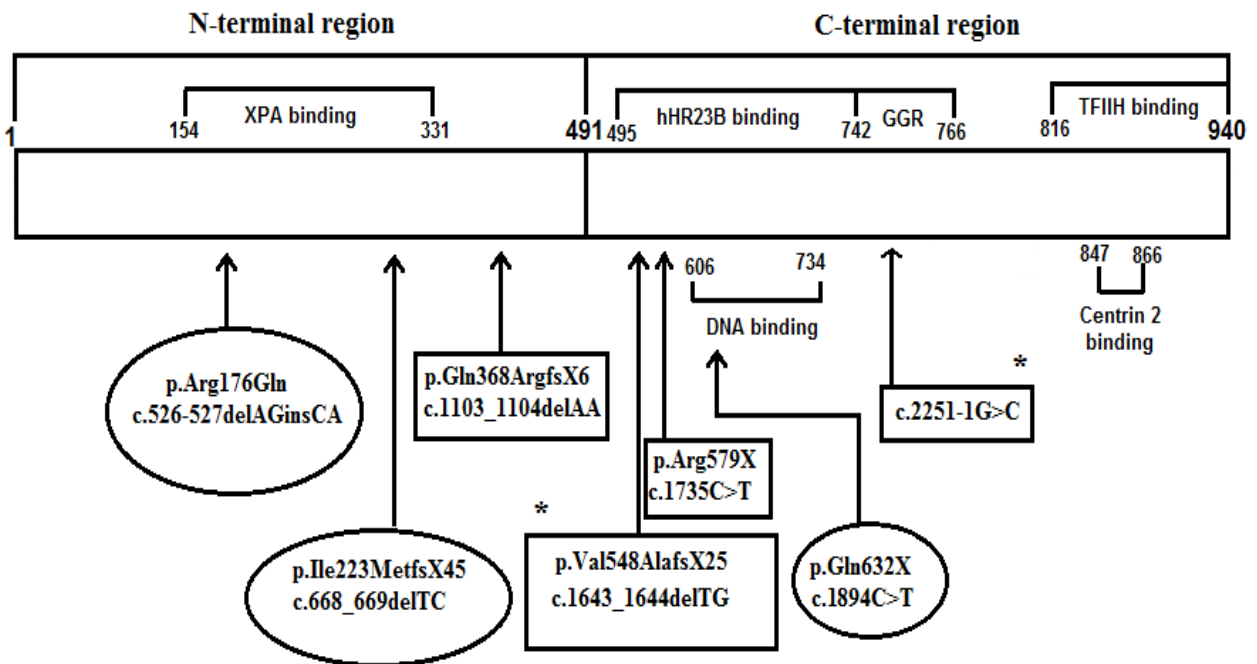 N-terminal region
C-terminal region
XPA binding
hHR23B binding
GGR
TFIIH binding
1
154
331
491
495
742
766
816
940
606
734
DNA binding
847
866
Centrin 2
binding
p.Arg176Gln
c.526-527delAGinsCA
p.Gln368ArgfsX6
c.1103_1104delAA
*
c.2251-1G>C
p.Arg579X
c.1735C>T
*
p.Ile223MetfsX45
c.668_669delTC
p.Val548AlafsX25
c.1643_1644delTG
p.Gln632X
c.1894C>T